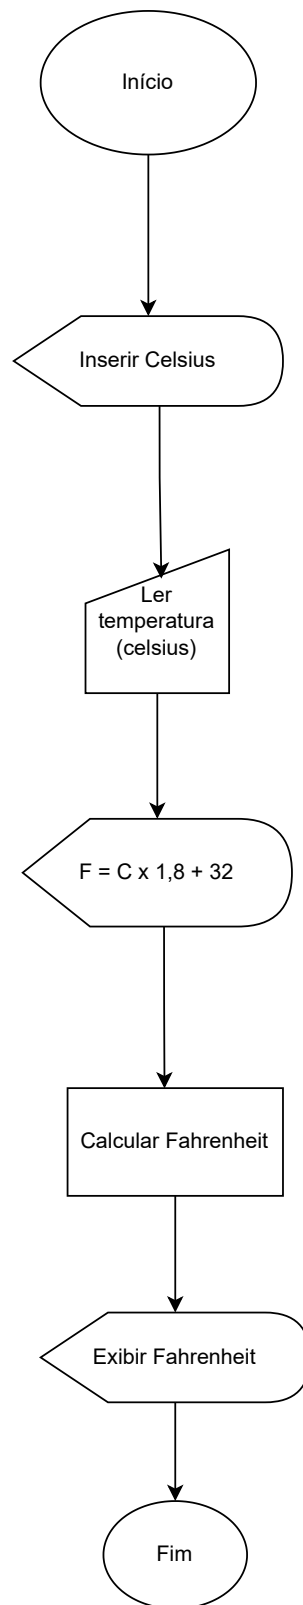 Início
Inserir Celsius
Ler
temperatura
(celsius)
F = C x 1,8 + 32
Calcular Fahrenheit
Exibir Fahrenheit
Fim